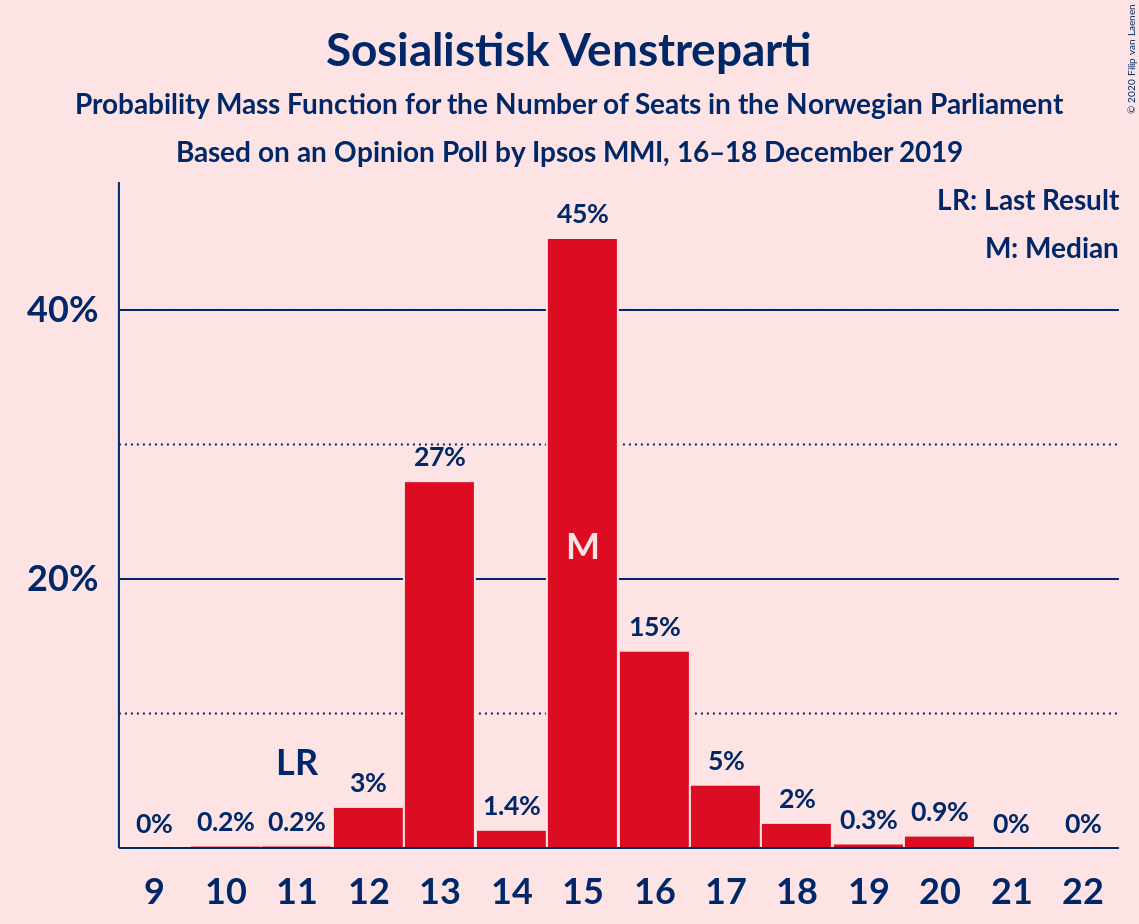 Sosialistisk Venstreparti
Probability Mass Function for the Number of Seats in the Norwegian Parliament
Based on an Opinion Poll by Ipsos MMI, 16–18 December 2019
© 2020 Filip van Laenen
LR: Last Result
M: Median
40%
20%
0% 0.2% 0.2% 3% 27% 1.4% 45% 15% 5% 2% 0.3% 0.9% 0% 0%
LR
M
9 10 11 12 13 14 15 16 17 18 19 20 21 22